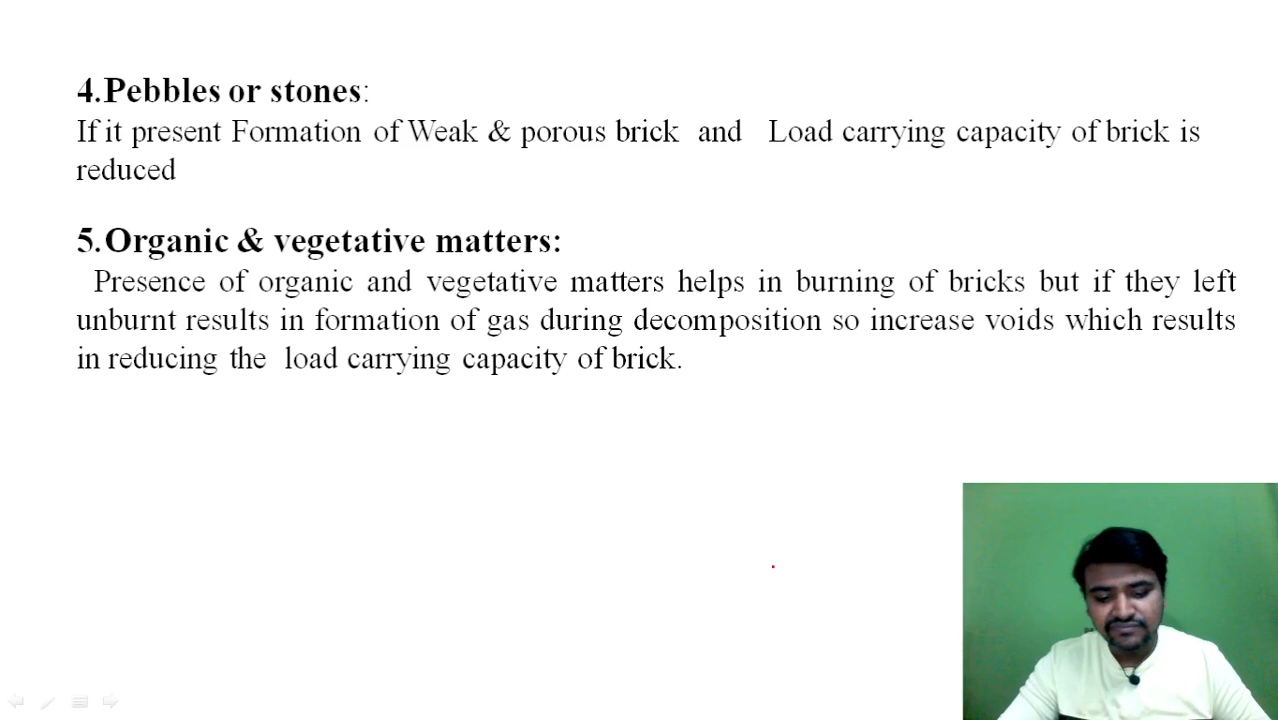 4.Pebbles or stones:
If it present Formation of Weak & porous brick and Load carrying capacity of brick is
reduced
5.Organic & vegetative matters:
Presence of organic and vegetative matters helps in burning of bricks but if they left
unburnt results in formation of gas during decomposition so increase voids which results
in reducing the load carrying capacity of brick.